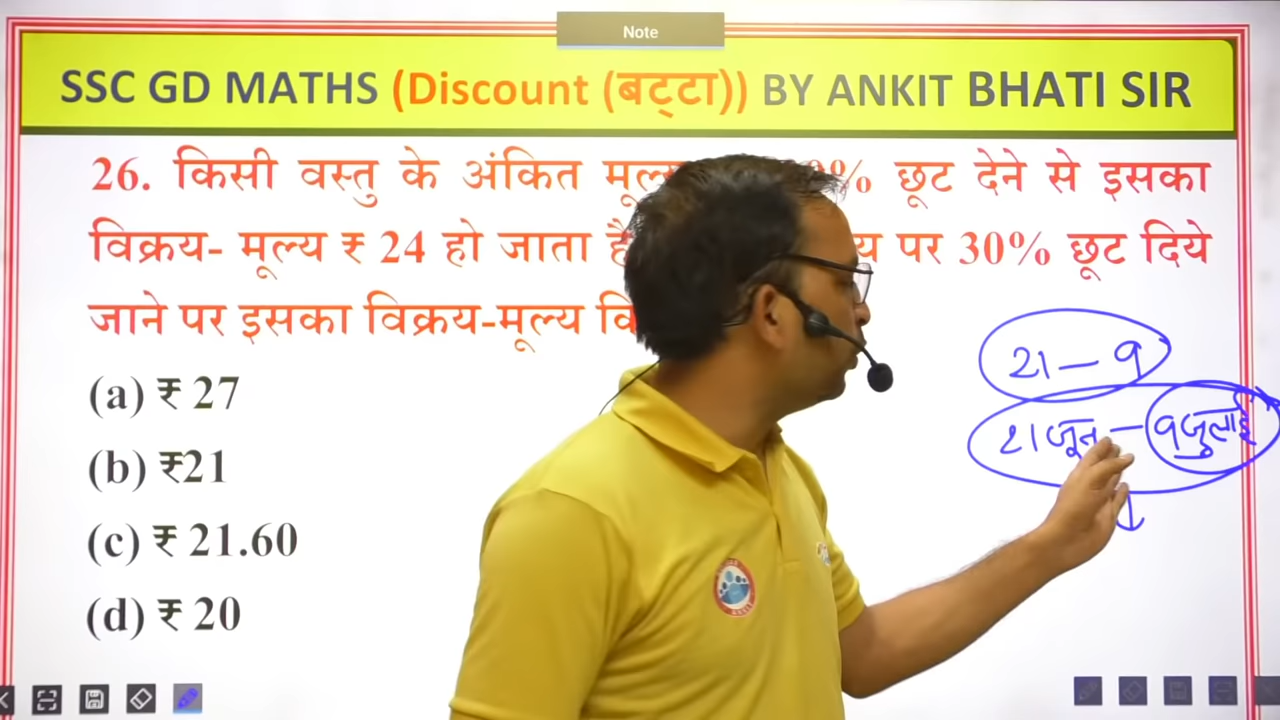 Note
SSC GD MATHS (Discount (बट्टा)) BY ANKIT BHATI SIR
26. किसी वस्तु के अंकित % छूट देने से इसका
विक्रय- मूल्य ₹ 24 हो जाता पर 30% छूट दिये
जाने पर इसका विक्रय-मूल्य
(a) ₹ 27
(b) ₹21
(c) ₹ 21.60
(d) ₹ 20
21 — 9
21 जून — 9 जुलाई